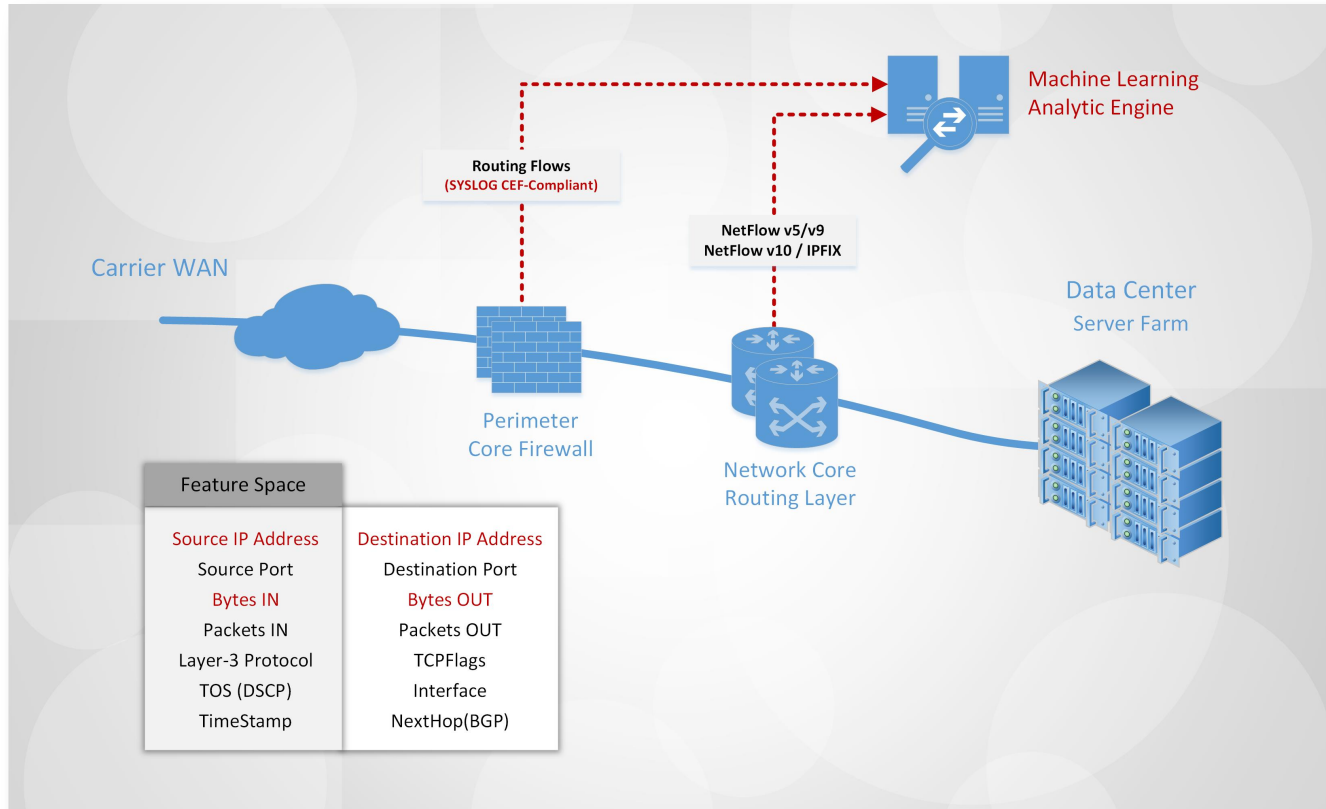 Machine Learning
Analytic Engine
Routing Flows
(SYSLOG CEF-Compliant)
NetFlow v5/v9
NetFlow v10 / IPFIX
Carrier WAN
Data Center
Server Farm
Perimeter
Core Firewall
Network Core
Routing Layer
Feature Space
Source IP Address Destination IP Address
Source Port Destination Port
Bytes IN Bytes OUT
Packets IN Packets OUT
Layer-3 Protocol TCPFlags
TOS (DSCP) Interface
TimeStamp NextHop(BGP)